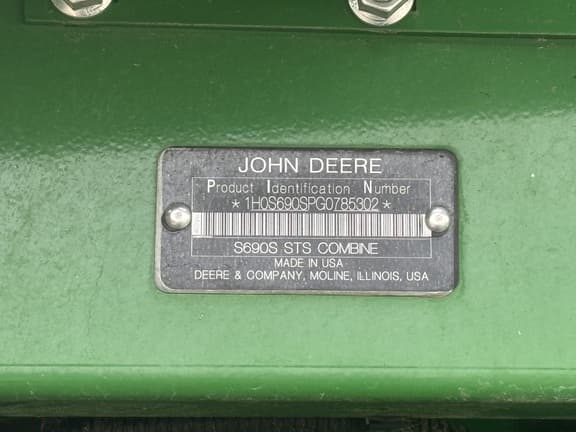 JOHN DEERE
Product Identification Number
*1H0S690SPG0785302*
S690S STS COMBINE
MADE IN USA
DEERE & COMPANY, MOLINE, ILLINOIS, USA